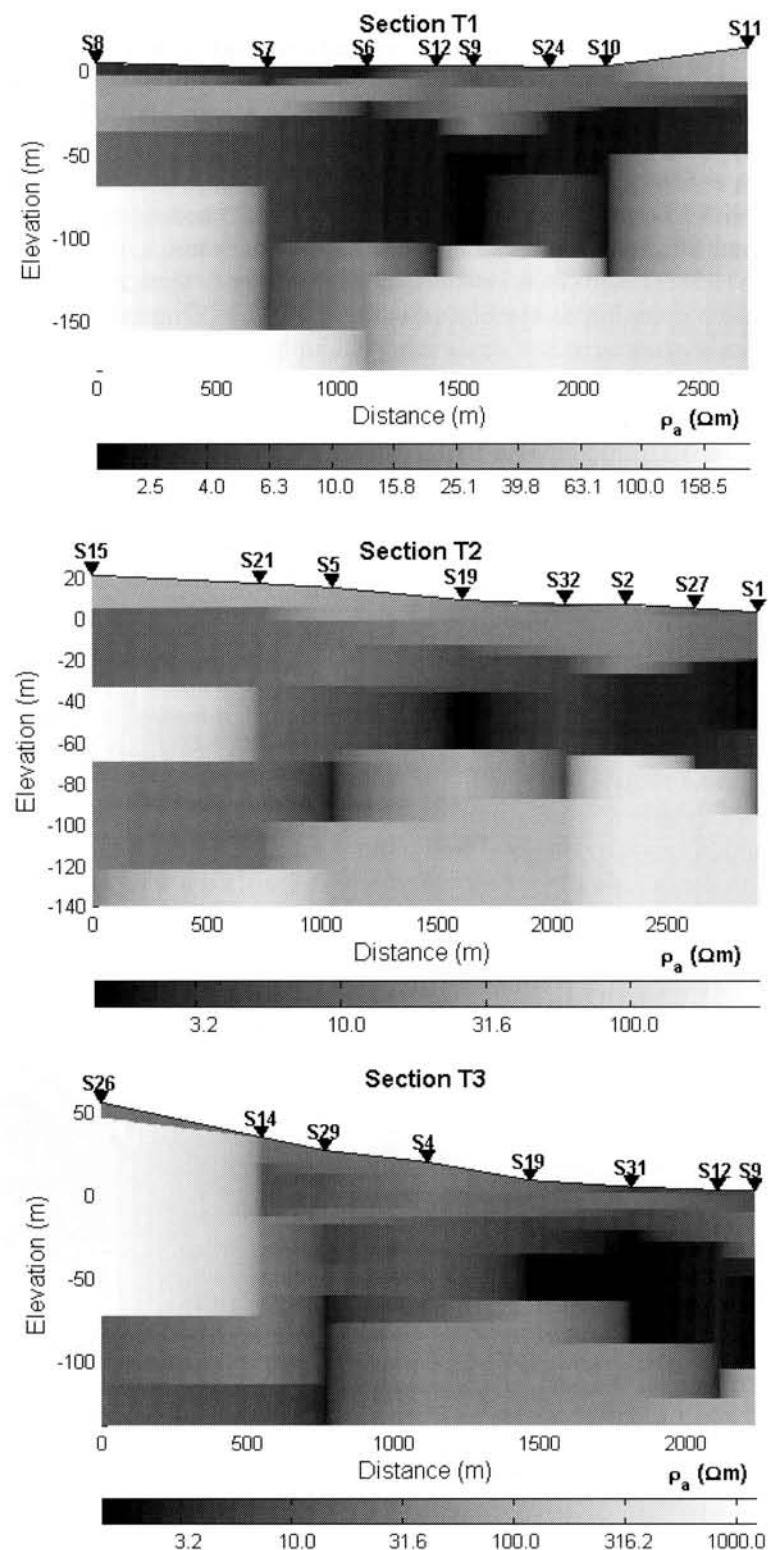 Section T1
S8 S7 S6 S12 S9 S24 S10 S11
0
-50
-100
-150
Elevation (m)
0 500 1000 1500 2000 2500
Distance (m)
ρa (Ωm)
2.5 4.0 6.3 10.0 15.8 25.1 39.8 63.1 100.0 158.5
Section T2
S15 S21 S5 S19 S32 S2 S27 S1
20
0
-20
-40
-60
-80
-100
-120
-140
Elevation (m)
0 500 1000 1500 2000 2500
Distance (m)
ρa (Ωm)
3.2 10.0 31.6 100.0
Section T3
S26 S14 S29 S4 S19 S31 S12 S9
50
0
-50
-100
Elevation (m)
0 500 1000 1500 2000
Distance (m)
ρa (Ωm)
3.2 10.0 31.6 100.0 316.2 1000.0